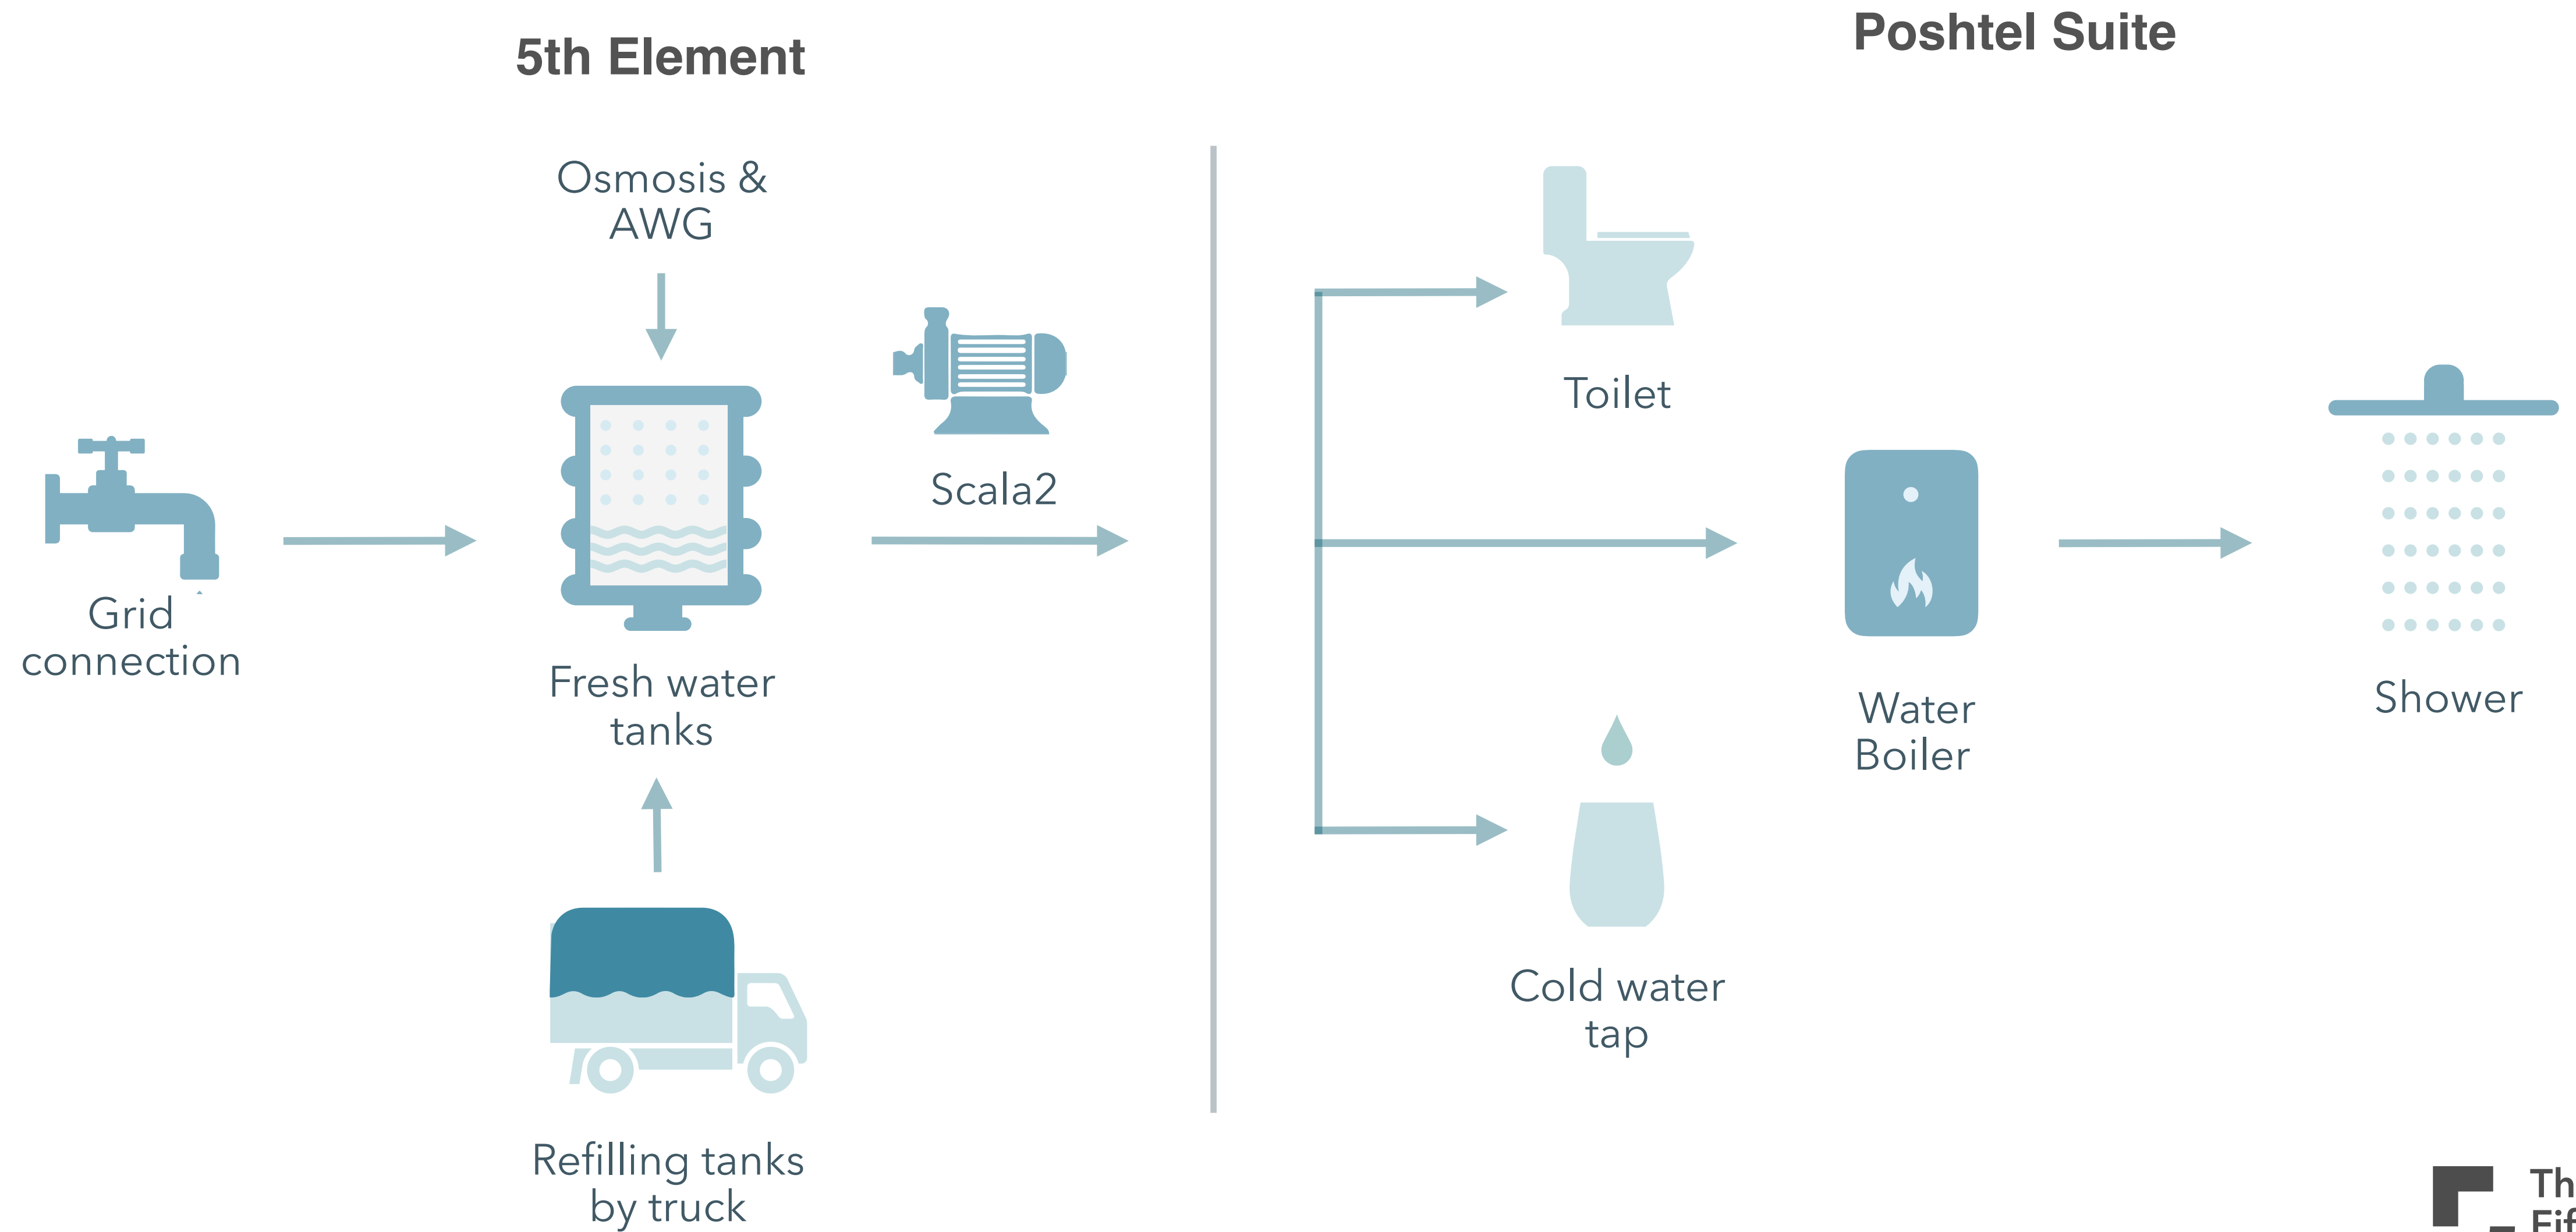 5th Element
Poshtel Suite
Osmosis &
AWG
Scala2
Toilet
Grid
connection
Fresh water
tanks
Water
Boiler
Shower
Cold water
tap
Refilling tanks
by truck